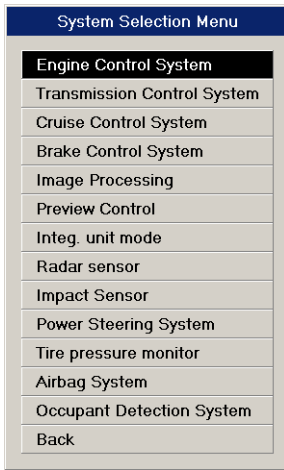 System Selection Menu
Engine Control System
Transmission Control System
Cruise Control System
Brake Control System
Image Processing
Preview Control
Integ. unit mode
Radar sensor
Impact Sensor
Power Steering System
Tire pressure monitor
Airbag System
Occupant Detection System
Back